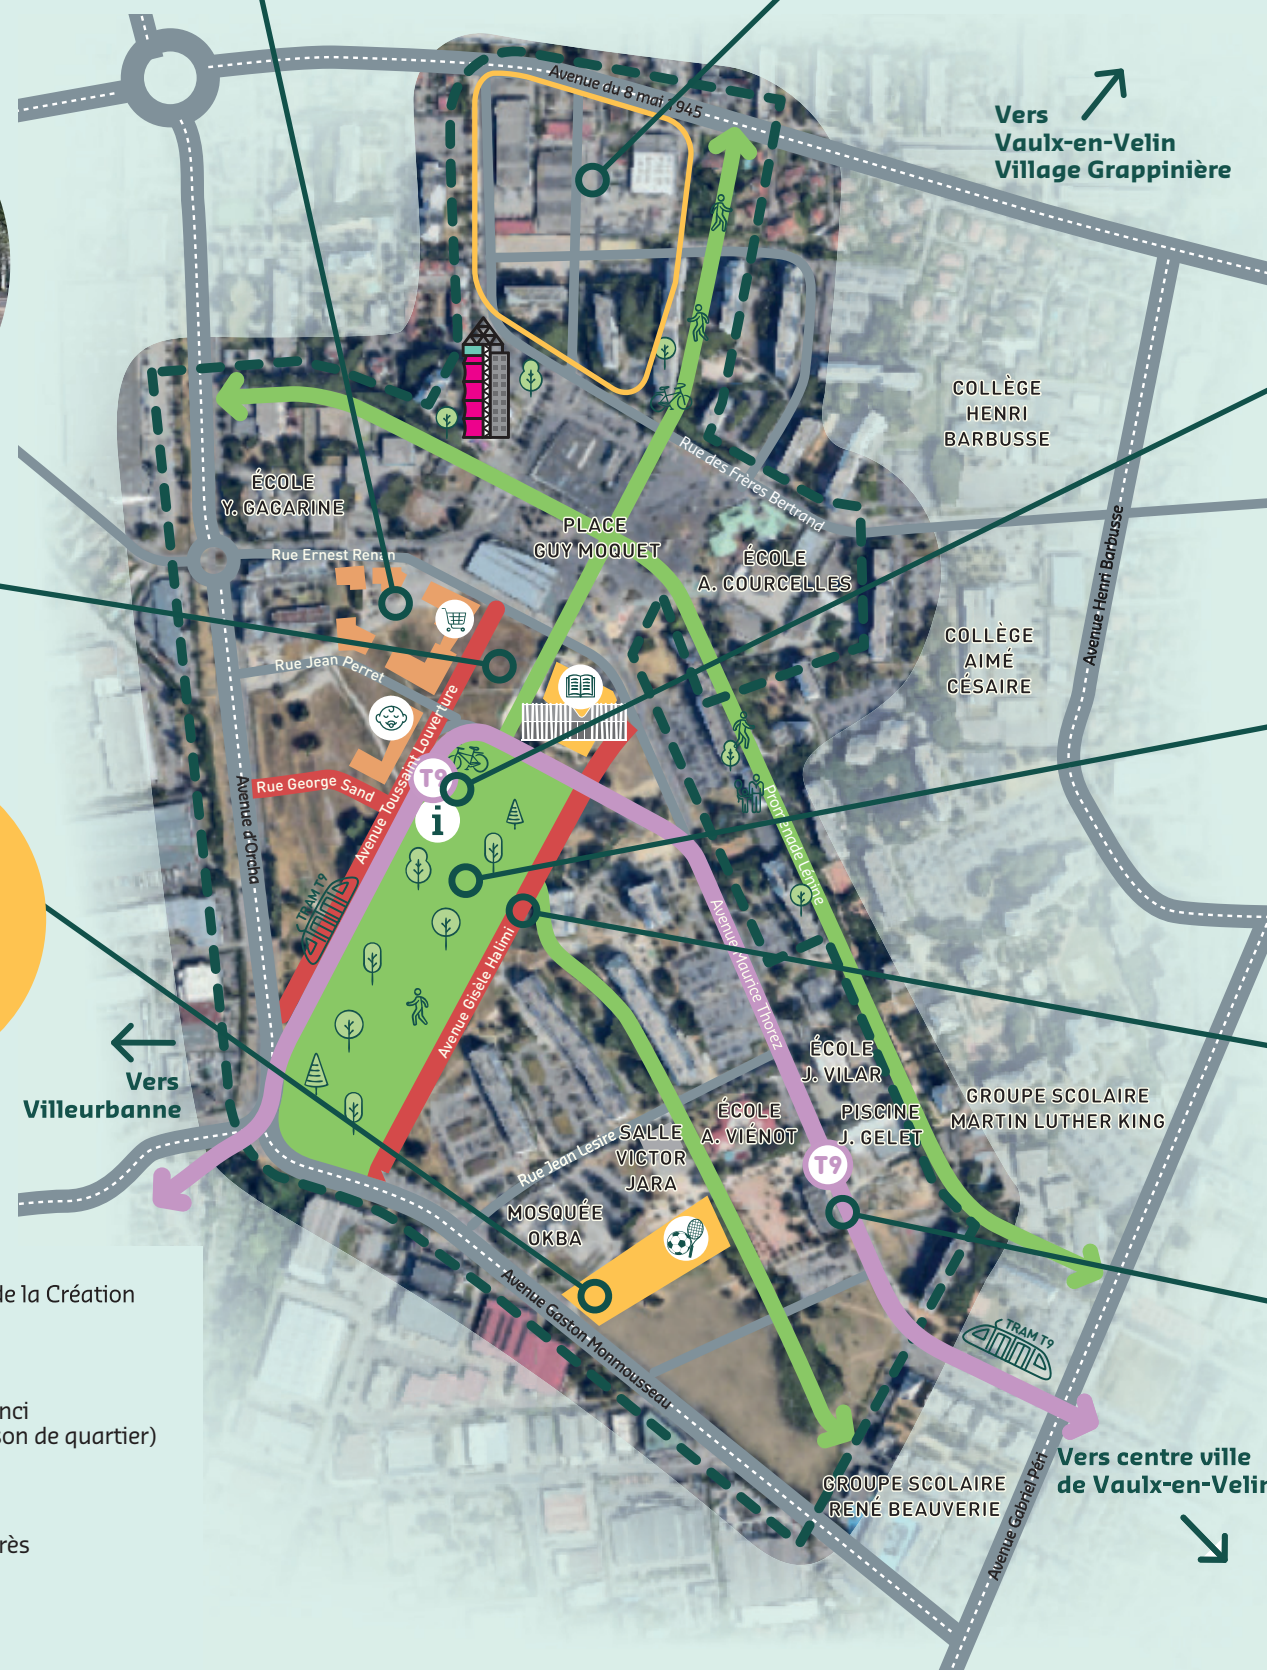 Avenue du 8 mai 1945
Vers
Vaulx-en-Velin
Village Grappinière
COLLÈGE
HENRI
BARBUSSE
ÉCOLE
Y. GAGARINE
Rue des Frères Bertrand
PLACE
GUY MOQUET
Rue Ernest Renan
ÉCOLE
A. COURCELLES
Avenue Henri Barbusse
COLLÈGE
AIMÉ
CÉSAIRE
Rue Jean Perret
Avenue Toussaint Louverture
T9
Rue George Sand
Avenue d'Orcha
i
Promenade Lénine
TRAM T9
Avenue Maurice Thorez
Avenue Gisèle Halimi
Vers
Villeurbanne
ÉCOLE
J. VILAR
GROUPE SCOLAIRE
MARTIN LUTHER KING
ÉCOLE
A. VIÉNOT
PISCINE
J. GELET
Rue Jean Lesire
SALLE
VICTOR
JARA
T9
MOSQUÉE
OKBA
de la Création
Avenue Gaston Monmousseau
TRAM T9
nci
son de quartier)
Vers centre ville
de Vaulx-en-Velin
GROUPE SCOLAIRE
RENÉ BEAUVERIE
Avenue Gabriel Péri
rès